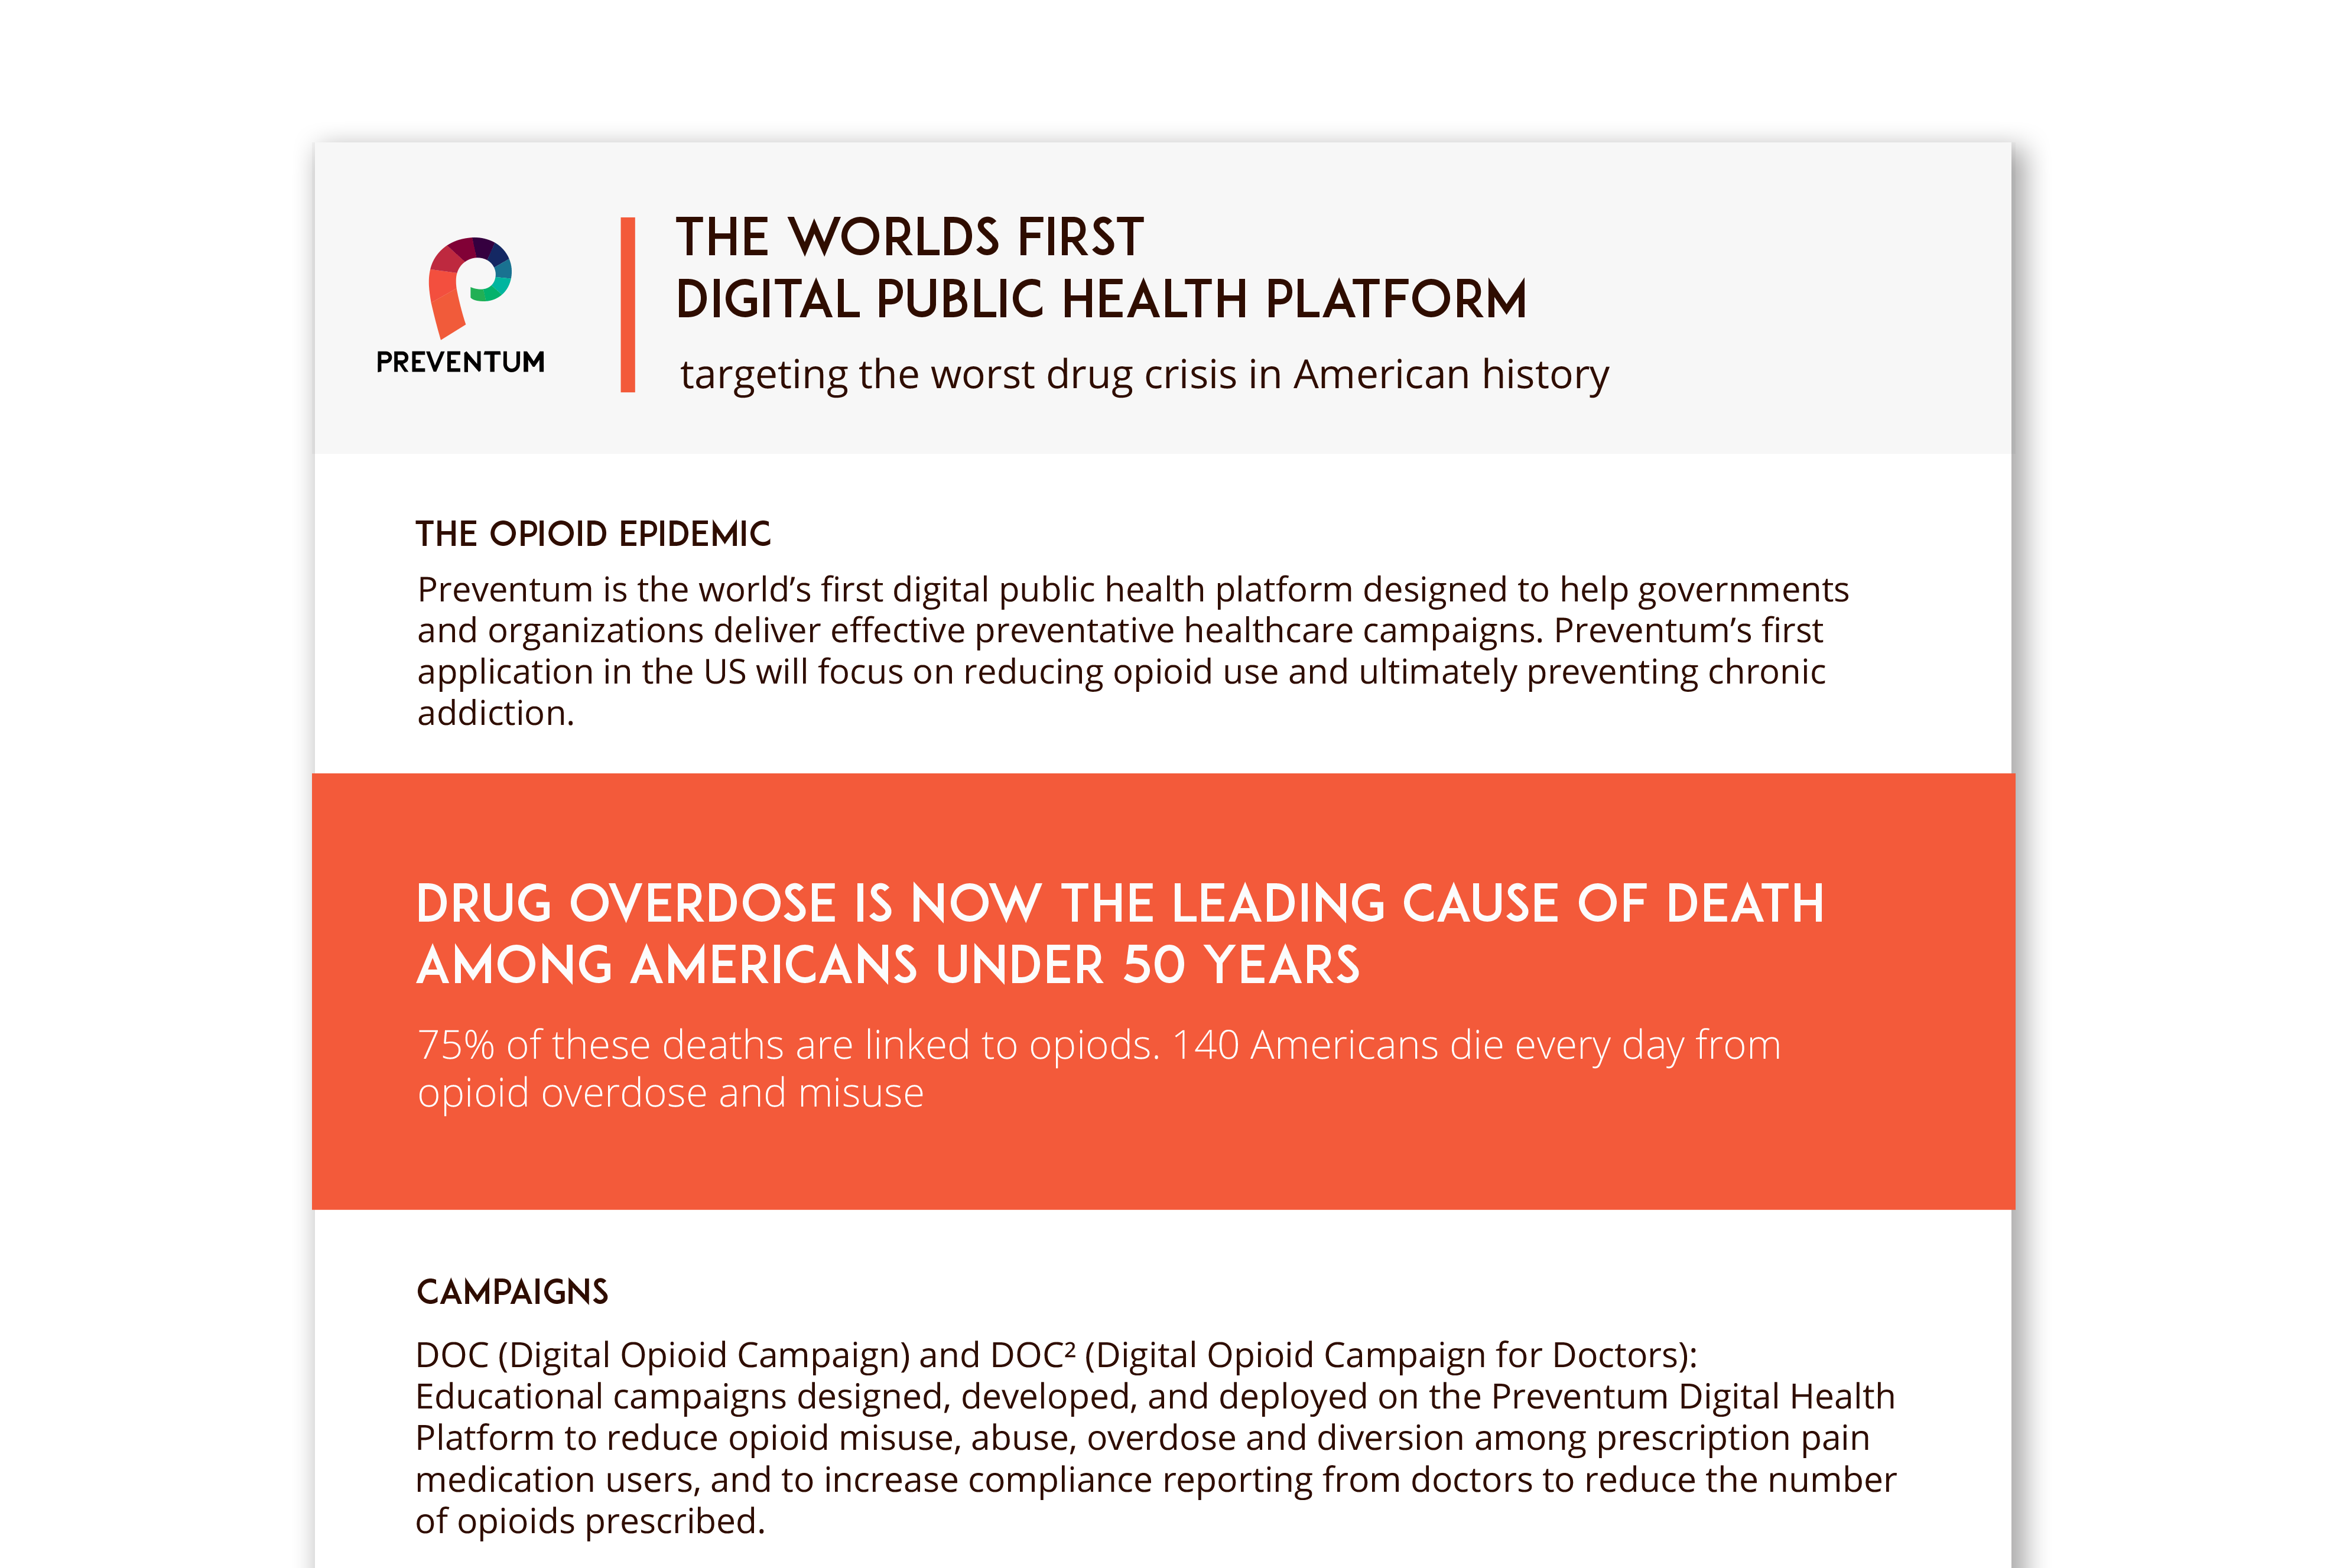 PREVENTUM
THE WORLDS FIRST
DIGITAL PUBLIC HEALTH PLATFORM
targeting the worst drug crisis in American history
THE OPIOID EPIDEMIC
Preventum is the world’s first digital public health platform designed to help governments
and organizations deliver effective preventative healthcare campaigns. Preventum’s first
application in the US will focus on reducing opioid use and ultimately preventing chronic
addiction.
DRUG OVERDOSE IS NOW THE LEADING CAUSE OF DEATH
AMONG AMERICANS UNDER 50 YEARS
75% of these deaths are linked to opiods. 140 Americans die every day from
opioid overdose and misuse
CAMPAIGNS
DOC (Digital Opioid Campaign) and DOC² (Digital Opioid Campaign for Doctors):
Educational campaigns designed, developed, and deployed on the Preventum Digital Health
Platform to reduce opioid misuse, abuse, overdose and diversion among prescription pain
medication users, and to increase compliance reporting from doctors to reduce the number
of opioids prescribed.